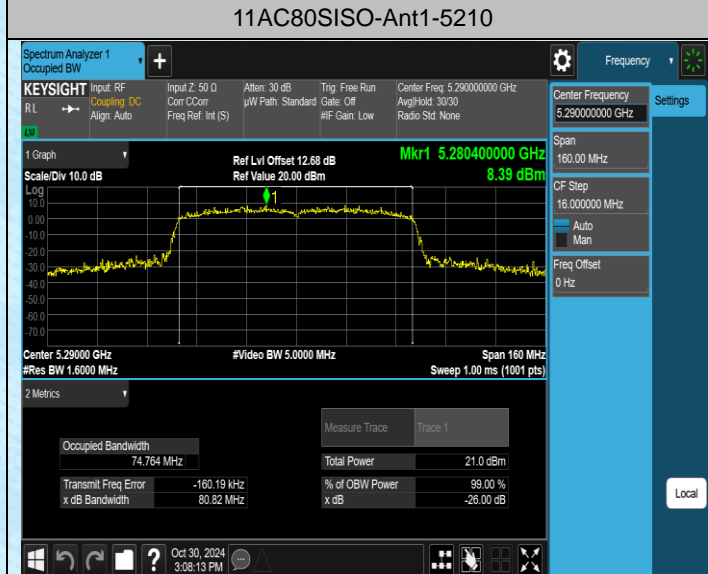 11AC80SISO-Ant1-5210
Spectrum Analyzer 1
Occupied BW
+
Frequency
KEYSIGHT
RL
LXI
Input: RF
Coupling: DC
Align: Auto
Input Z: 50 Ω
Corr CCorr
Freq Ref: Int (S)
Atten: 30 dB
µW Path: Standard
Trig: Free Run
Gate: Off
#IF Gain: Low
Center Freq: 5.290000000 GHz
Avg|Hold: 30/30
Radio Std: None
Center Frequency
5.290000000 GHz
Settings
Span
160.00 MHz
CF Step
16.000000 MHz
Auto
Man
Freq Offset
0 Hz
1 Graph
Scale/Div 10.0 dB
Ref Lvl Offset 12.68 dB
Ref Value 20.00 dBm
Mkr1 5.280400000 GHz
8.39 dBm
Log
10.0
0.00
-10.0
-20.0
-30.0
-40.0
-50.0
-60.0
-70.0
1
Center 5.29000 GHz
#Res BW 1.6000 MHz
#Video BW 5.0000 MHz
Span 160 MHz
Sweep 1.00 ms (1001 pts)
2 Metrics
Measure Trace
Trace 1
Occupied Bandwidth
74.764 MHz
Total Power 21.0 dBm
Transmit Freq Error -160.19 kHz
% of OBW Power 99.00 %
x dB Bandwidth 80.82 MHz
x dB -26.00 dB
Local
?
Oct 30, 2024
3:08:13 PM